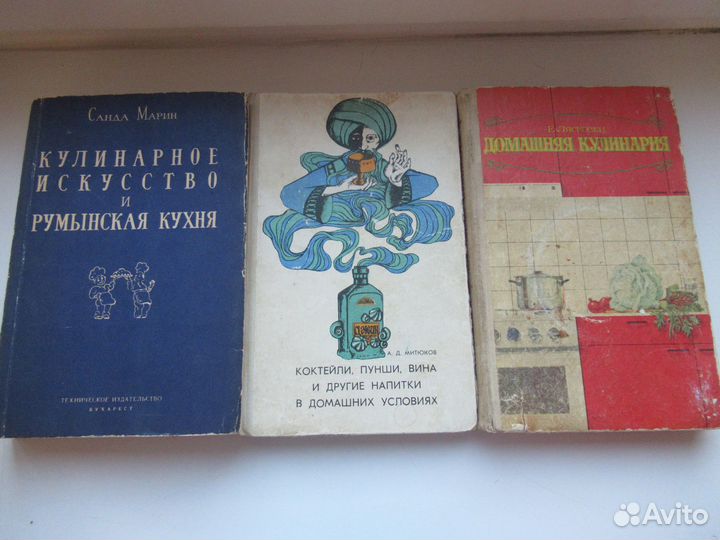 Санда Марин
КУЛИНАРНОЕ
ИСКУССТВО
И
РУМЫНСКАЯ КУХНЯ
ТЕХНИЧЕСКОЕ ИЗДАТЕЛЬСТВО
БУХАРЕСТ
А. Д. МИТЮКОВ
КОКТЕЙЛИ, ПУНШИ, ВИНА
И ДРУГИЕ НАПИТКИ
В ДОМАШНИХ УСЛОВИЯХ
ДОМАШНЯЯ КУЛИНАРИЯ
Avito